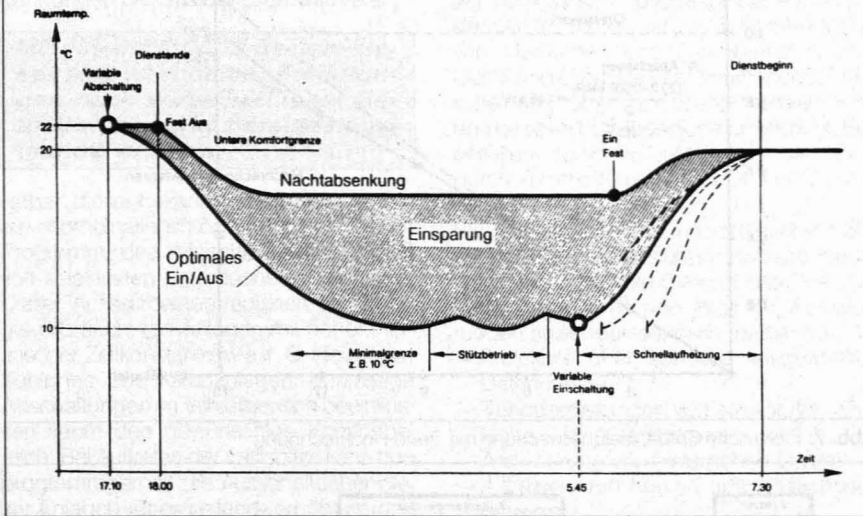 Raumtemp.
°C
Variable
Abschaltung
Dienstende
Dienstbeginn
22
20
Fest Aus
Untere Komfortgrenze
Ein
Fest
Nachtabsenkung
Einsparung
Optimales
Ein/Aus
10
Minimalgrenze
z. B. 10 °C
Stützbetrieb
Schnellaufheizung
Variable
Einschaltung
Zeit
17.10
18.00
5.45
7.30